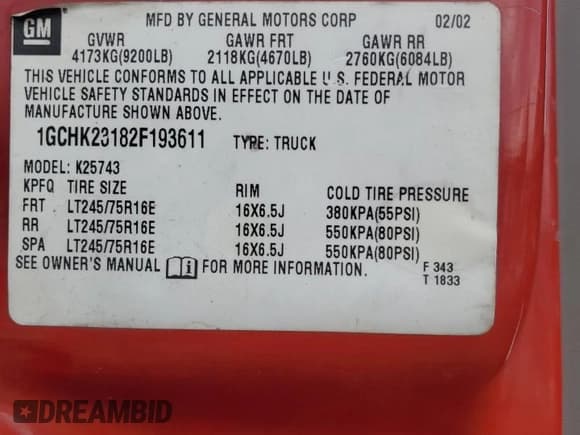 GM
MFD BY GENERAL MOTORS CORP 02/02
GVWR GAWR FRT GAWR RR
4173KG(9200LB) 2118KG(4670LB) 2760KG(6084LB)
THIS VEHICLE CONFORMS TO ALL APPLICABLE U.S. FEDERAL MOTOR
VEHICLE SAFETY STANDARDS IN EFFECT ON THE DATE OF
MANUFACTURE SHOWN ABOVE.
1GCHK23182F193611 TYPE: TRUCK
MODEL: K25743
KPFQ TIRE SIZE RIM COLD TIRE PRESSURE
FRT LT245/75R16E 16X6.5J 380KPA(55PSI)
RR LT245/75R16E 16X6.5J 550KPA(80PSI)
SPA LT245/75R16E 16X6.5J 550KPA(80PSI)
SEE OWNER'S MANUAL i FOR MORE INFORMATION.
F 343
T 1833
DREAMBID